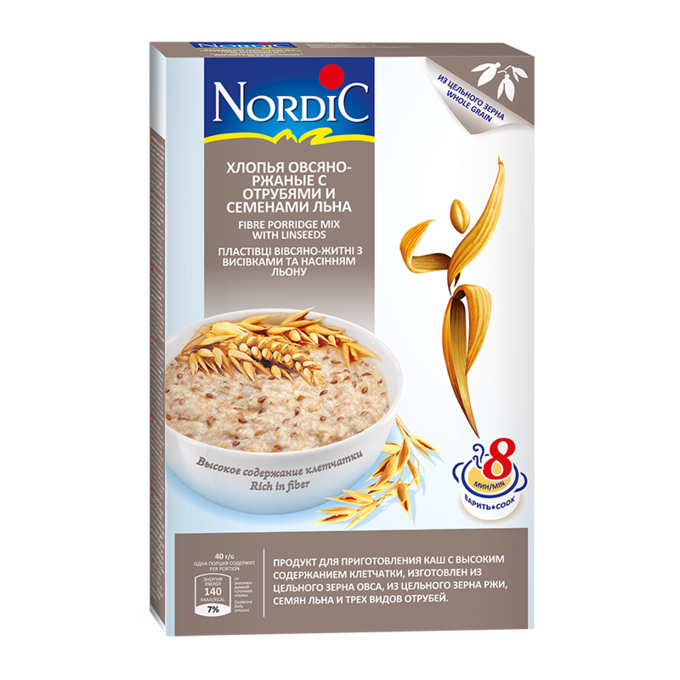 NORDIC
ИЗ ЦЕЛЬНОГО ЗЕРНА
WHOLE GRAIN
ХЛОПЬЯ ОВСЯНО-
РЖАНЫЕ С
ОТРУБЯМИ И
СЕМЕНАМИ ЛЬНА
FIBRE PORRIDGE MIX
WITH LINSEEDS
ПЛАСТІВЦІ ВІВСЯНО-ЖИТНІ З
ВИСІВКАМИ ТА НАСІННЯМ
ЛЬОНУ
Высокое содержание клетчатки
Rich in fiber
8
МИН/MIN
ВАРИТЬ•COOK
40 г/g
ОДНА ПОРЦИЯ СОДЕРЖИТ
PER PORTION
ЭНЕРГИЯ
ENERGY
140
ККАЛ/KCAL
7%
ПРОДУКТ ДЛЯ ПРИГОТОВЛЕНИЯ КАШ С ВЫСОКИМ
СОДЕРЖАНИЕМ КЛЕТЧАТКИ, ИЗГОТОВЛЕН ИЗ
ЦЕЛЬНОГО ЗЕРНА ОВСА, ИЗ ЦЕЛЬНОГО ЗЕРНА РЖИ,
СЕМЯН ЛЬНА И ТРЕХ ВИДОВ ОТРУБЕЙ.